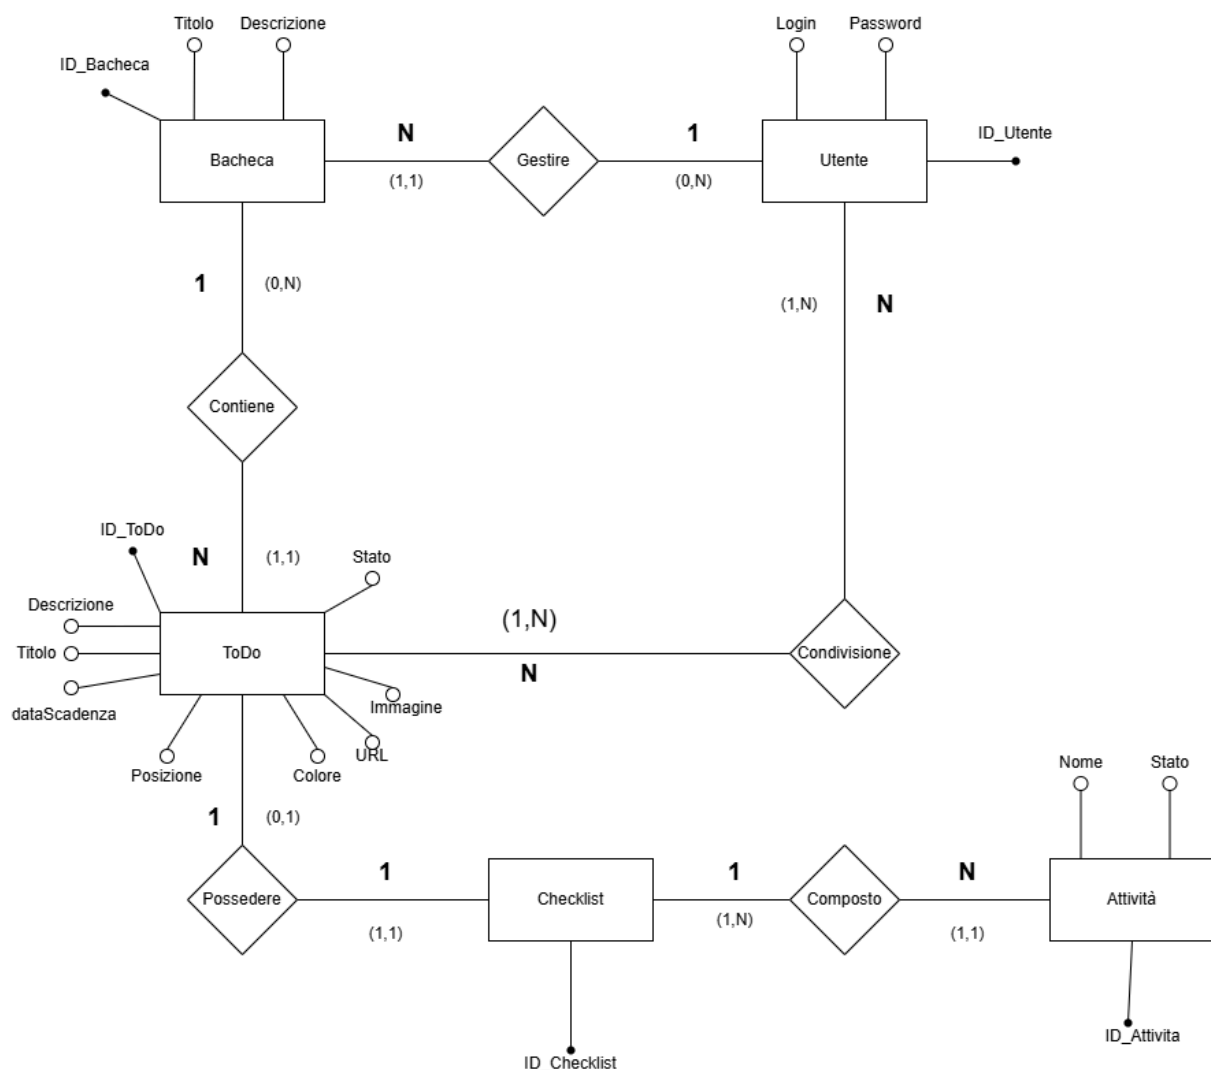 Titolo
Descrizione
Login
Password
ID_Bacheca
N
1
ID_Utente
Bacheca
Gestire
Utente
(1,1)
(0,N)
1
(0,N)
(1,N)
N
Contiene
ID_ToDo
N
(1,1)
Stato
Descrizione
(1,N)
Titolo
ToDo
Condivisione
N
dataScadenza
Immagine
URL
Posizione
Colore
Nome
Stato
1
(0,1)
1
1
N
Possedere
Checklist
Composto
Attività
(1,1)
(1,N)
(1,1)
ID_Attivita
ID_Checklist